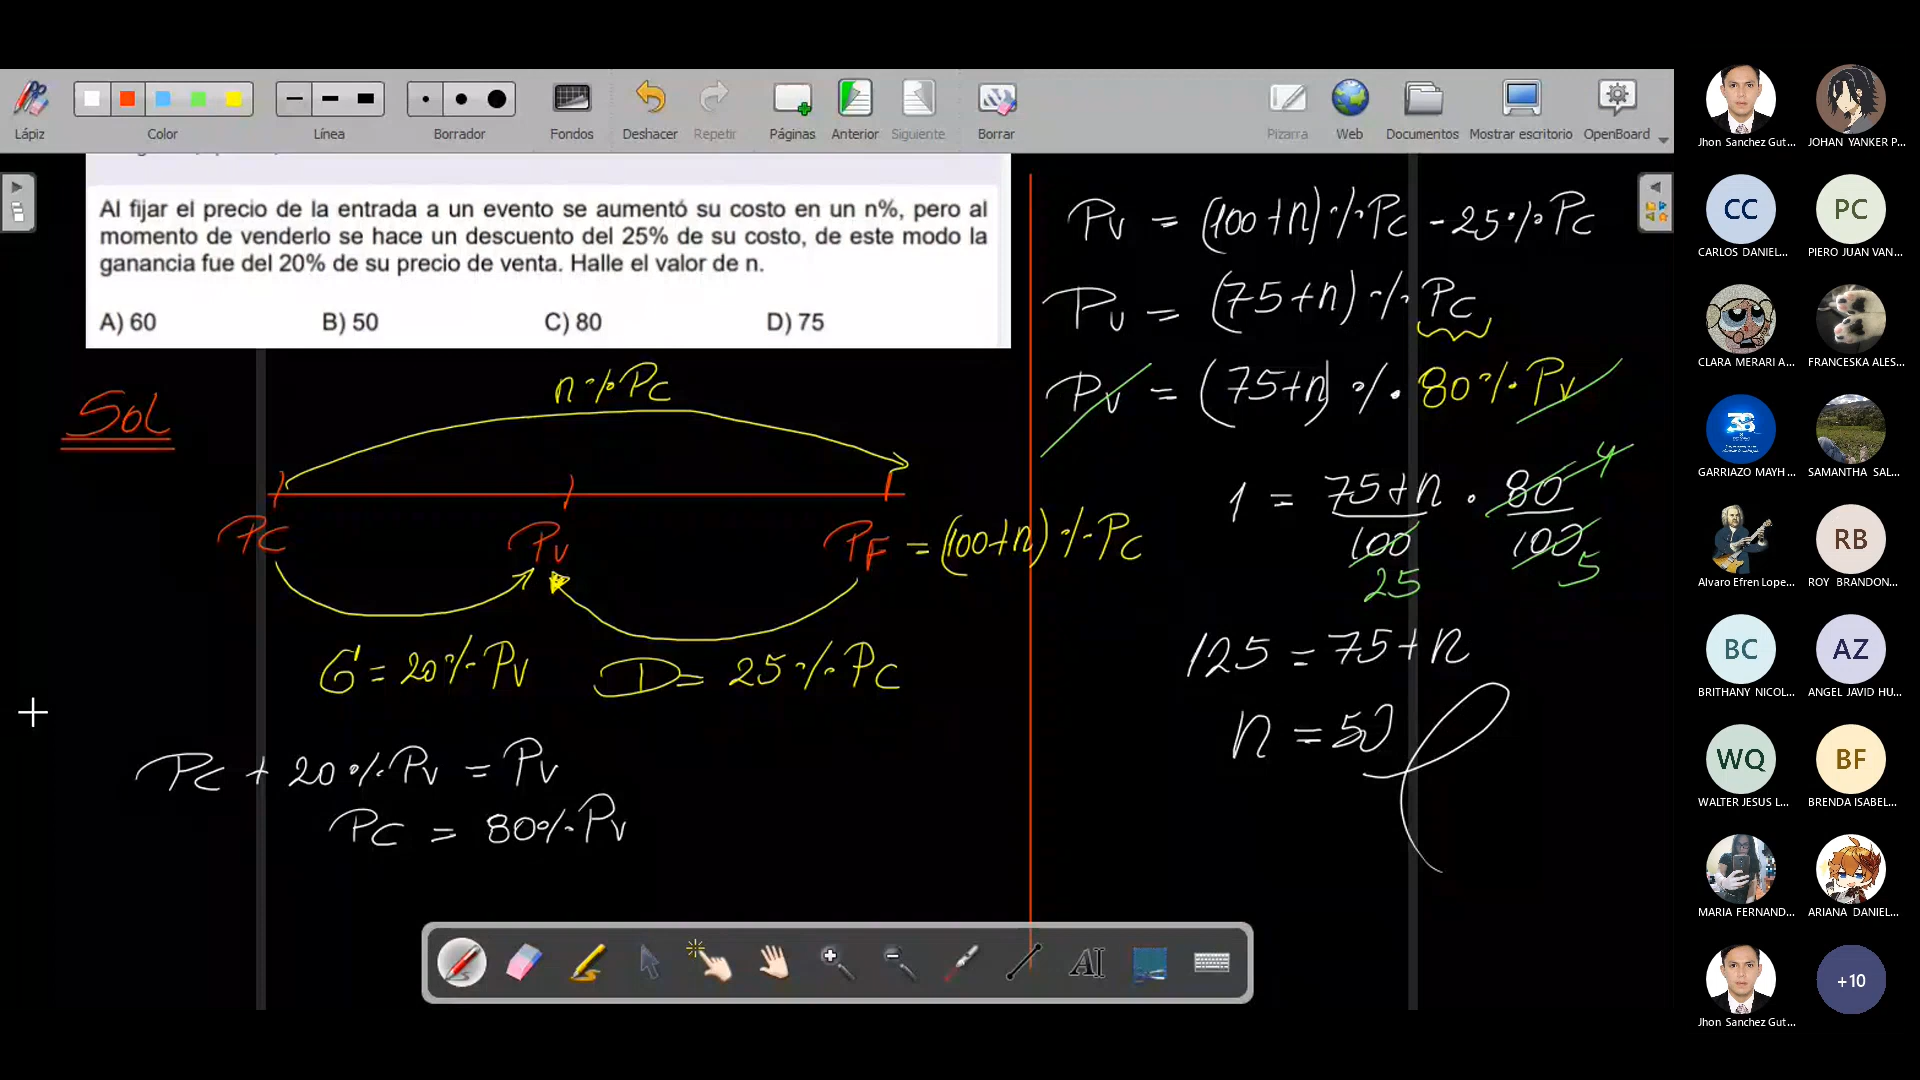 Lápiz
Color
Línea
Borrador
Fondos
Deshacer
Repetir
Páginas
Anterior
Siguiente
Borrar
Pizarra
Web
Documentos
Mostrar escritorio
OpenBoard
Al fijar el precio de la entrada a un evento se aumentó su costo en un n%, pero al
momento de venderlo se hace un descuento del 25% de su costo, de este modo la
ganancia fue del 20% de su precio de venta. Halle el valor de n.
A) 60 B) 50 C) 80 D) 75
Sol
n% Pc
Pc Pv PF = (100+n)% Pc
G = 20% Pv D = 25% Pc
Pc + 20% Pv = Pv
Pc = 80% Pv
Pv = (100+n)% Pc - 25% Pc
Pv = (75+n)% Pc
Pv = (75+n)% . 80% Pv
1 = 75+n/100 . 80/100
4
25 5
125 = 75+n
n = 50
Jhon Sanchez Gut...
JOHAN YANKER P...
CC
CARLOS DANIEL...
PC
PIERO JUAN VAN...
CLARA MERARI A...
FRANCESKA ALES...
GARRIAZO MAYH...
SAMANTHA SAL...
Alvaro Efren Lope...
RB
ROY BRANDON...
BC
BRITHANY NICOL...
AZ
ANGEL JAVID HU...
WQ
WALTER JESUS L...
BF
BRENDA ISABEL...
MARIA FERNAND...
ARIANA DANIEL...
Jhon Sanchez Gut...
+10
AI